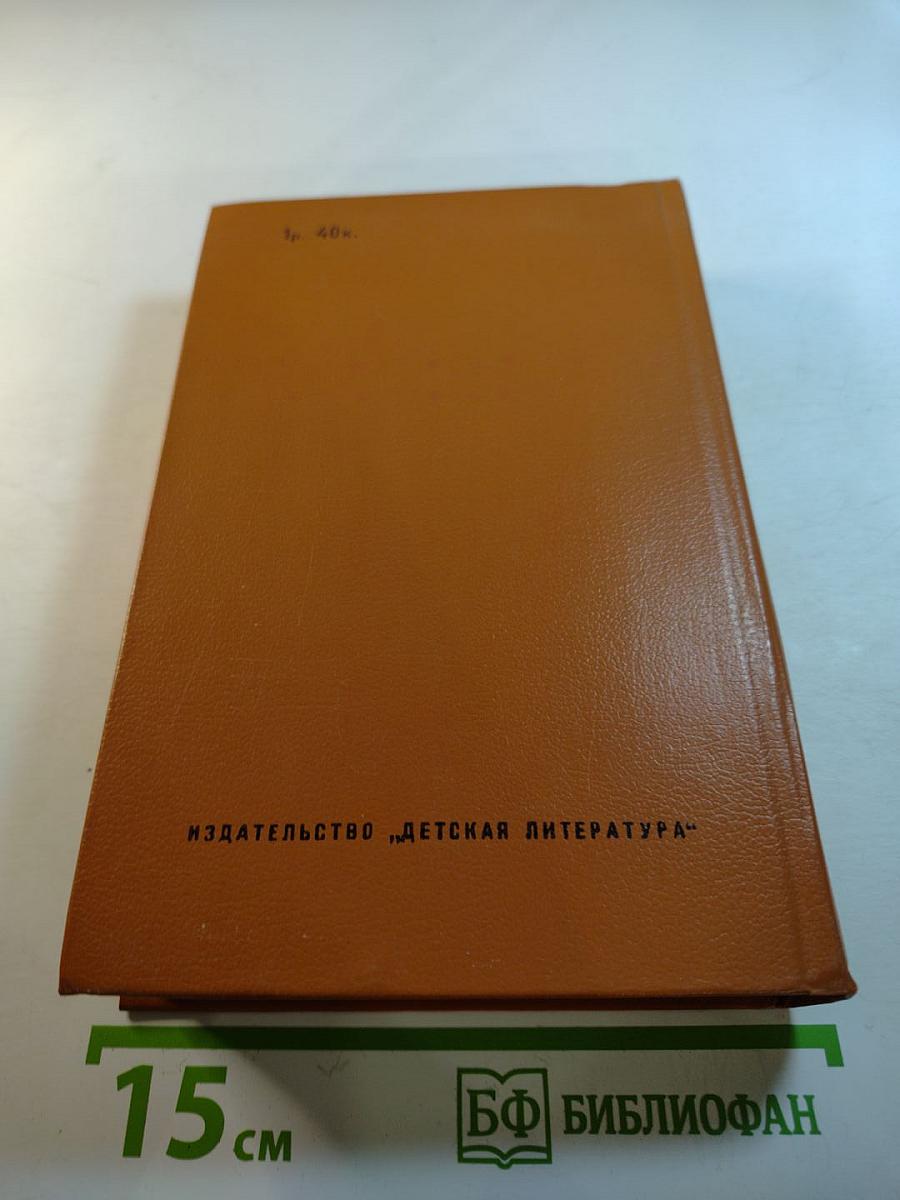 1р. 40к.
ИЗДАТЕЛЬСТВО „ДЕТСКАЯ ЛИТЕРАТУРА“
15 см
БФ БИБЛИОФАН